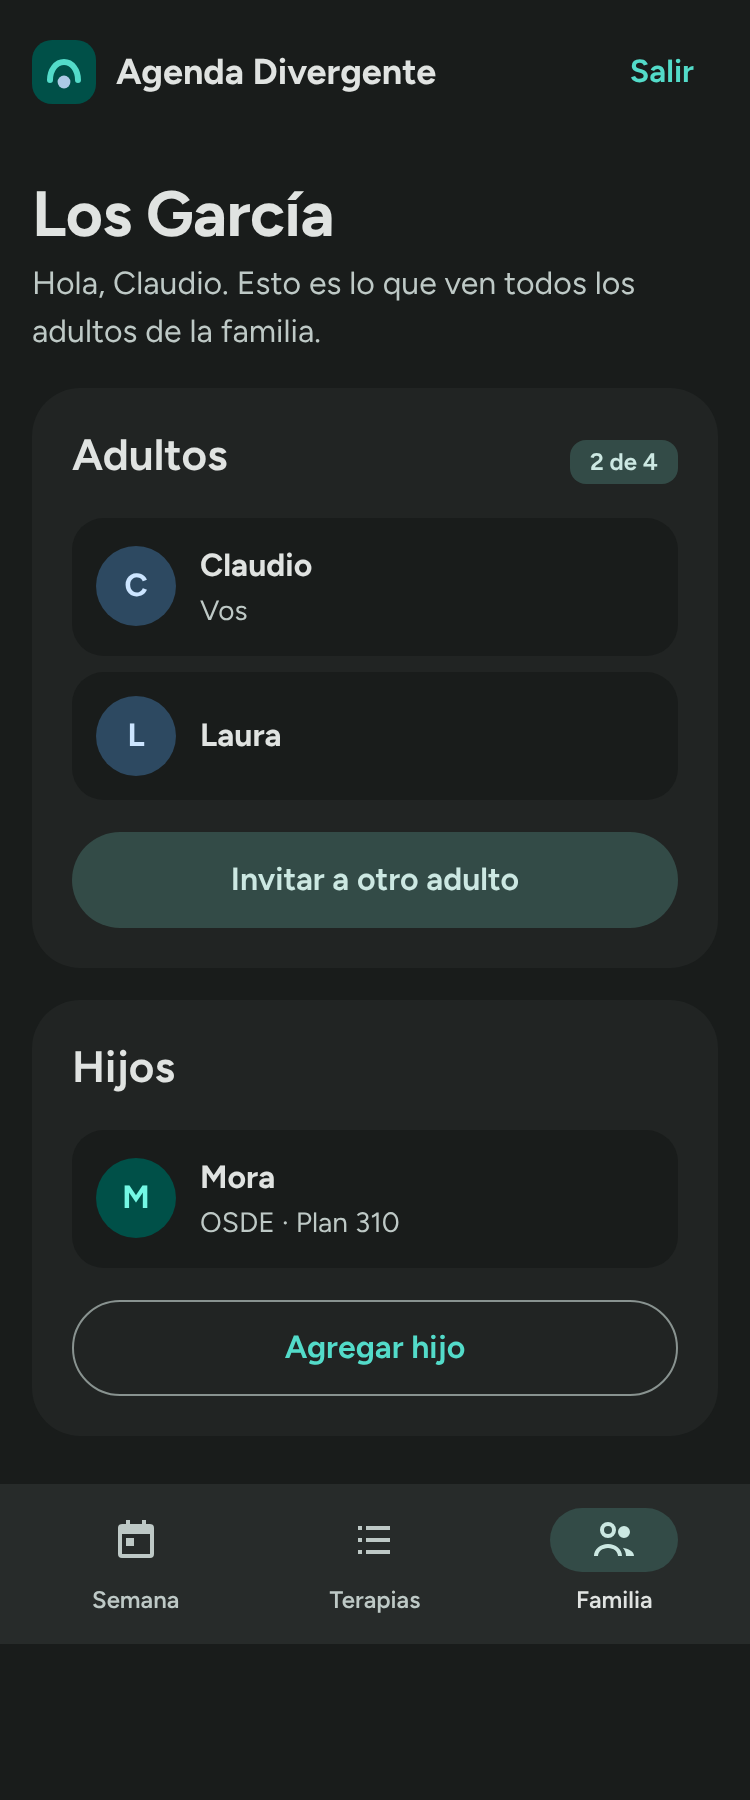 Agenda Divergente
Salir
Los García
Hola, Claudio. Esto es lo que ven todos los
adultos de la familia.
Adultos
2 de 4
C
Claudio
Vos
L
Laura
Invitar a otro adulto
Hijos
M
Mora
OSDE · Plan 310
Agregar hijo
Semana
Terapias
Familia